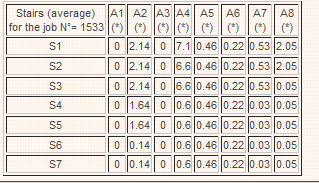 Stairs (average) A1 A2 A3 A4 A5 A6 A7 A8
for the job N°= 1533 (*) (*) (*) (*) (*) (*) (*) (*)
S1 0 2.14 0 7.1 0.46 0.22 0.53 2.05
S2 0 2.14 0 6.6 0.46 0.22 0.53 2.05
S3 0 2.14 0 6.6 0.46 0.22 0.53 0.05
S4 0 1.64 0 0.6 0.46 0.22 0.03 0.05
S5 0 1.64 0 0.6 0.46 0.22 0.03 0.05
S6 0 0.14 0 0.6 0.46 0.22 0.03 0.05
S7 0 0.14 0 0.6 0.46 0.22 0.03 0.05